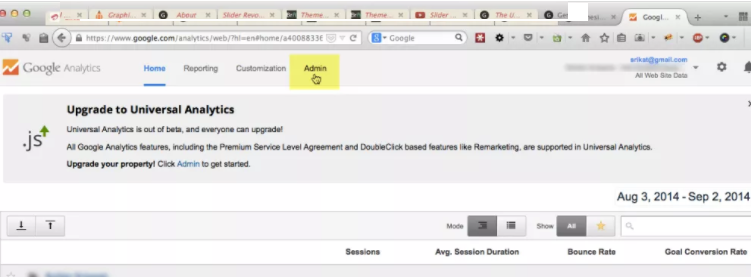 Graphi...
About
Slider Revo...
Theme...
Theme...
Slider ...
The U...
Googl...
https://www.google.com/analytics/web/?hl=en#home/a4008833
Google
Google Analytics
Home
Reporting
Customization
Admin
srikat@gmail.com
All Web Site Data
Upgrade to Universal Analytics
.js
Universal Analytics is out of beta, and everyone can upgrade!
All Google Analytics features, including the Premium Service Level Agreement and DoubleClick based features like Remarketing, are supported in Universal Analytics.
Upgrade your property! Click Admin to get started.
Aug 3, 2014 - Sep 2, 2014
Mode
Show
All
Sessions
Avg. Session Duration
Bounce Rate
Goal Conversion Rate